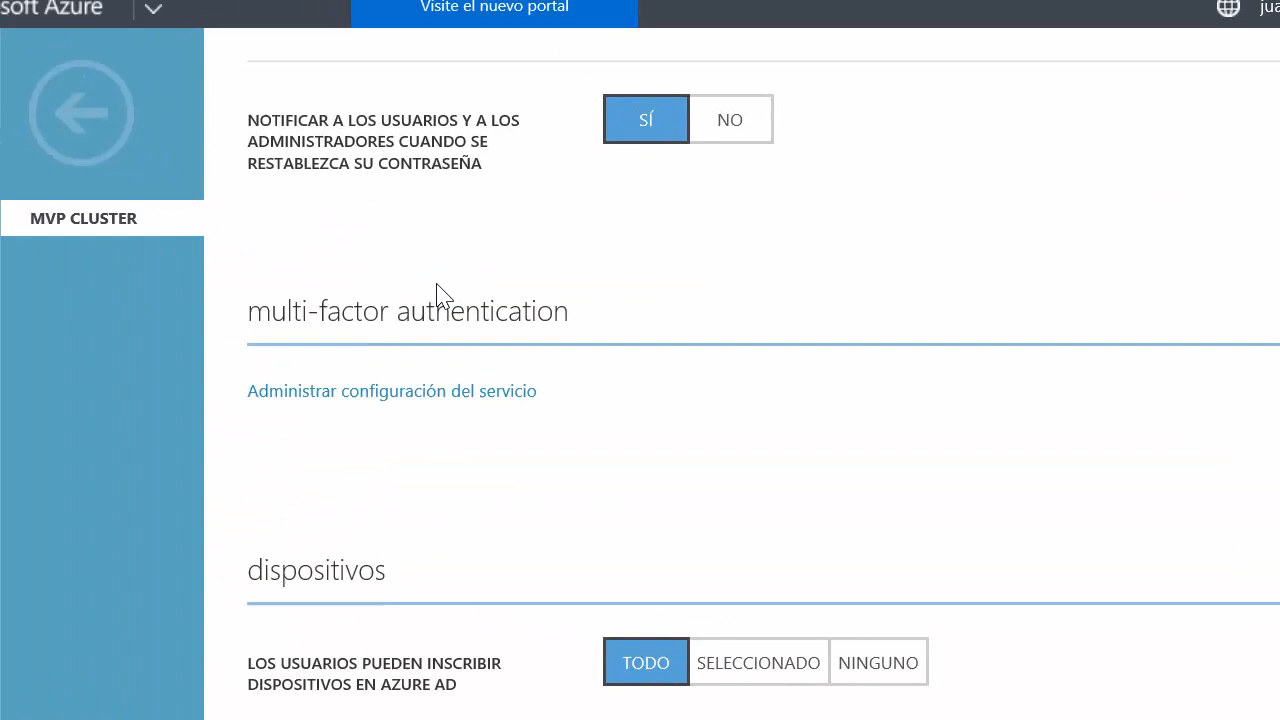 soft Azure
Visite el nuevo portal
jua
NOTIFICAR A LOS USUARIOS Y A LOS
ADMINISTRADORES CUANDO SE
RESTABLEZCA SU CONTRASEÑA
SÍ
NO
MVP CLUSTER
multi-factor authentication
Administrar configuración del servicio
dispositivos
LOS USUARIOS PUEDEN INSCRIBIR
DISPOSITIVOS EN AZURE AD
TODO
SELECCIONADO
NINGUNO